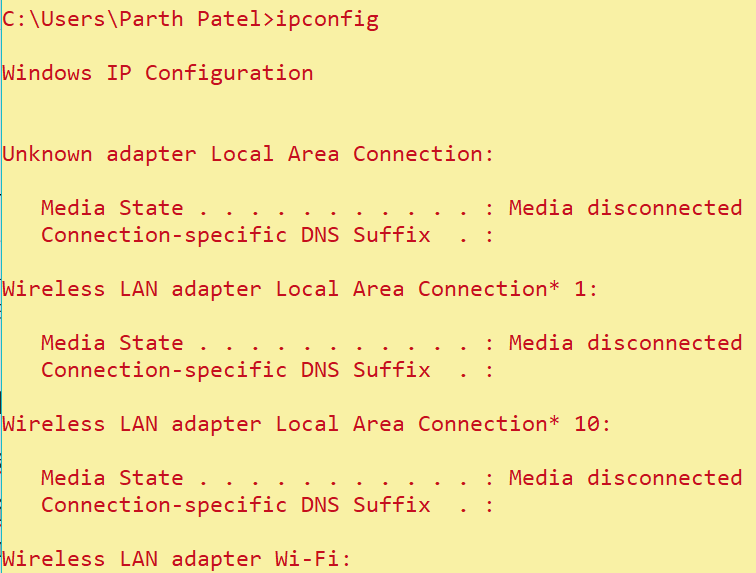 C:\Users\Parth Patel>ipconfig
Windows IP Configuration
Unknown adapter Local Area Connection:
Media State . . . . . . . . . . . : Media disconnected
Connection-specific DNS Suffix  . :
Wireless LAN adapter Local Area Connection* 1:
Media State . . . . . . . . . . . : Media disconnected
Connection-specific DNS Suffix  . :
Wireless LAN adapter Local Area Connection* 10:
Media State . . . . . . . . . . . : Media disconnected
Connection-specific DNS Suffix  . :
Wireless LAN adapter Wi-Fi: